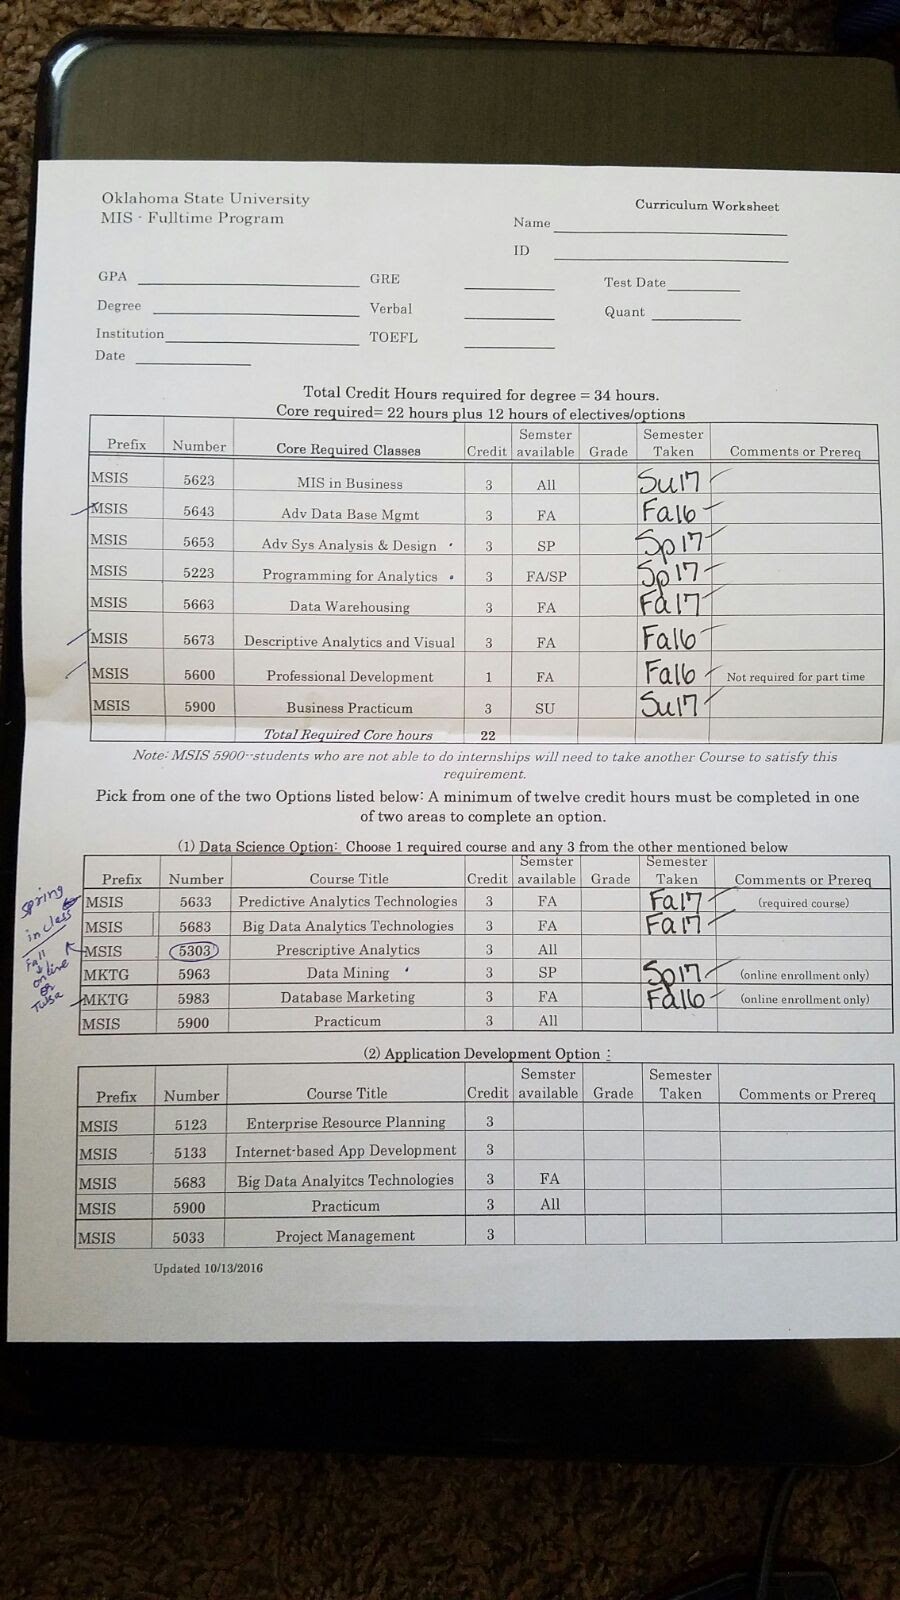 Oklahoma State University
MIS - Fulltime Program
Curriculum Worksheet
Name
ID
GPA GRE Test Date
Degree Verbal Quant
Institution TOEFL
Date
Total Credit Hours required for degree = 34 hours.
Core required= 22 hours plus 12 hours of electives/options
Prefix Number Core Required Classes Credit Semster available Grade Semester Taken Comments or Prereq
MSIS 5623 MIS in Business 3 All Su17
MSIS 5643 Adv Data Base Mgmt 3 FA Fa16
MSIS 5653 Adv Sys Analysis & Design 3 SP Sp17
MSIS 5223 Programming for Analytics 3 FA/SP Sp17
MSIS 5663 Data Warehousing 3 FA Fa17
MSIS 5673 Descriptive Analytics and Visual 3 FA Fa16
MSIS 5600 Professional Development 1 FA Fa16 Not required for part time
MSIS 5900 Business Practicum 3 SU Su17
Total Required Core hours 22
Note: MSIS 5900--students who are not able to do internships will need to take another Course to satisfy this
requirement.
Pick from one of the two Options listed below: A minimum of twelve credit hours must be completed in one
of two areas to complete an option.
(1) Data Science Option: Choose 1 required course and any 3 from the other mentioned below
Prefix Number Course Title Credit Semster available Grade Semester Taken Comments or Prereq
MSIS 5633 Predictive Analytics Technologies 3 FA Fa17 (required course)
MSIS 5683 Big Data Analytics Technologies 3 FA Fa17
MSIS 5303 Prescriptive Analytics 3 All
MKTG 5963 Data Mining 3 SP Sp17 (online enrollment only)
MKTG 5983 Database Marketing 3 FA Fa16 (online enrollment only)
MSIS 5900 Practicum 3 All
Spring
in class
Fall
online
or
Tulsa
(2) Application Development Option :
Prefix Number Course Title Credit Semster available Grade Semester Taken Comments or Prereq
MSIS 5123 Enterprise Resource Planning 3
MSIS 5133 Internet-based App Development 3
MSIS 5683 Big Data Analyitcs Technologies 3 FA
MSIS 5900 Practicum 3 All
MSIS 5033 Project Management 3
Updated 10/13/2016